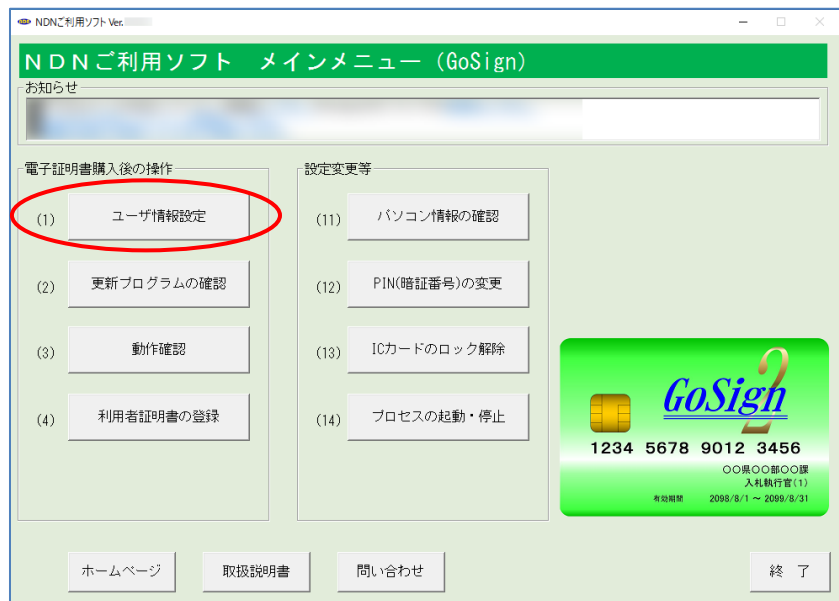 NDNご利用ソフト Ver.
NDNご利用ソフト メインメニュー (GoSign)
お知らせ
電子証明書購入後の操作
(1) ユーザ情報設定
(2) 更新プログラムの確認
(3) 動作確認
(4) 利用者証明書の登録
設定変更等
(11) パソコン情報の確認
(12) PIN(暗証番号)の変更
(13) ICカードのロック解除
(14) プロセスの起動・停止
GoSign2
1234 5678 9012 3456
〇〇県〇〇部〇〇課
入札執行官(1)
有効期間 2098/8/1 ～ 2099/8/31
ホームページ
取扱説明書
問い合わせ
終 了